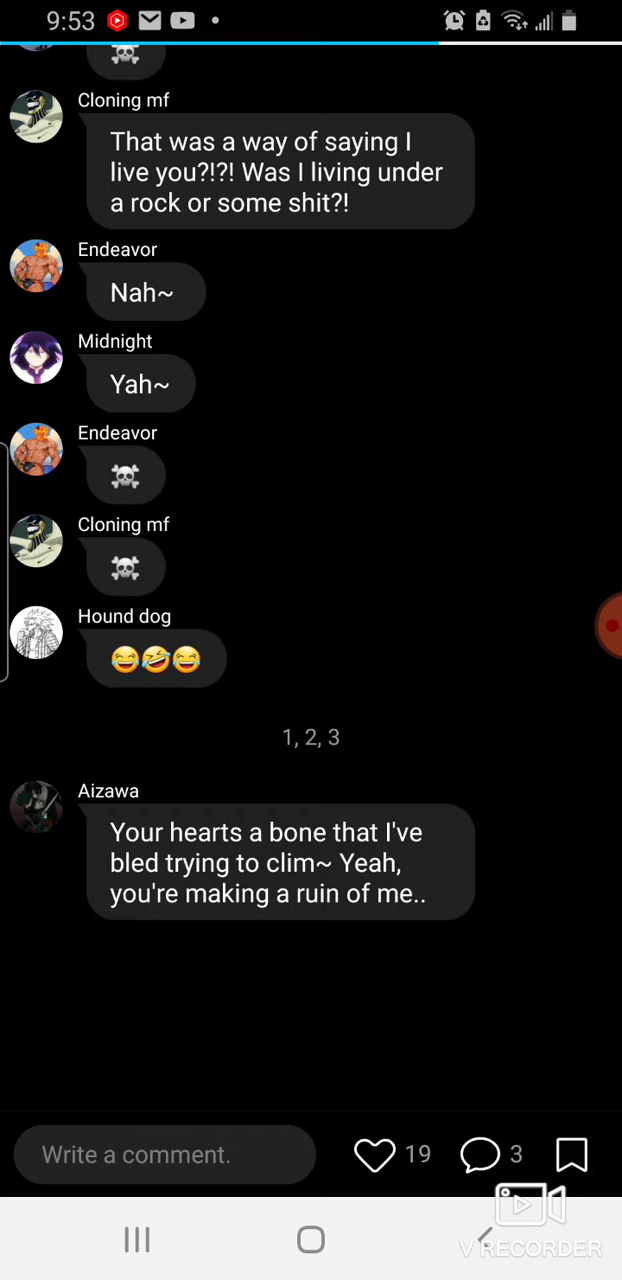 9:53
Cloning mf
That was a way of saying I
live you?!?! Was I living under
a rock or some shit?!
Endeavor
Nah~
Midnight
Yah~
Endeavor
☠️
Cloning mf
☠️
Hound dog
😂🤣😂
1, 2, 3
Aizawa
Your hearts a bone that I've
bled trying to clim~ Yeah,
you're making a ruin of me..
Write a comment.
19
3
V RECORDER